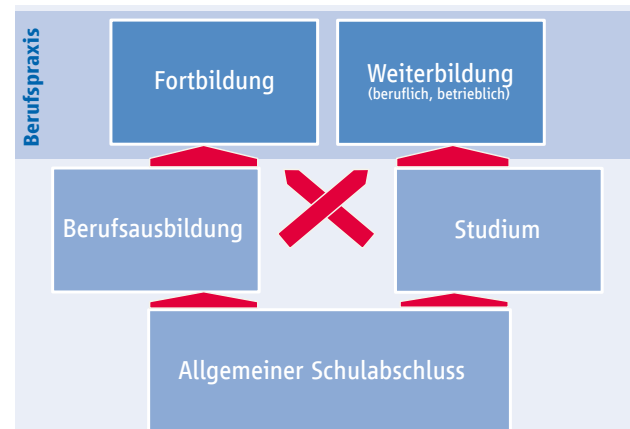 Berufspraxis
Fortbildung
Weiterbildung
(beruflich, betrieblich)
Berufsausbildung
Studium
Allgemeiner Schulabschluss